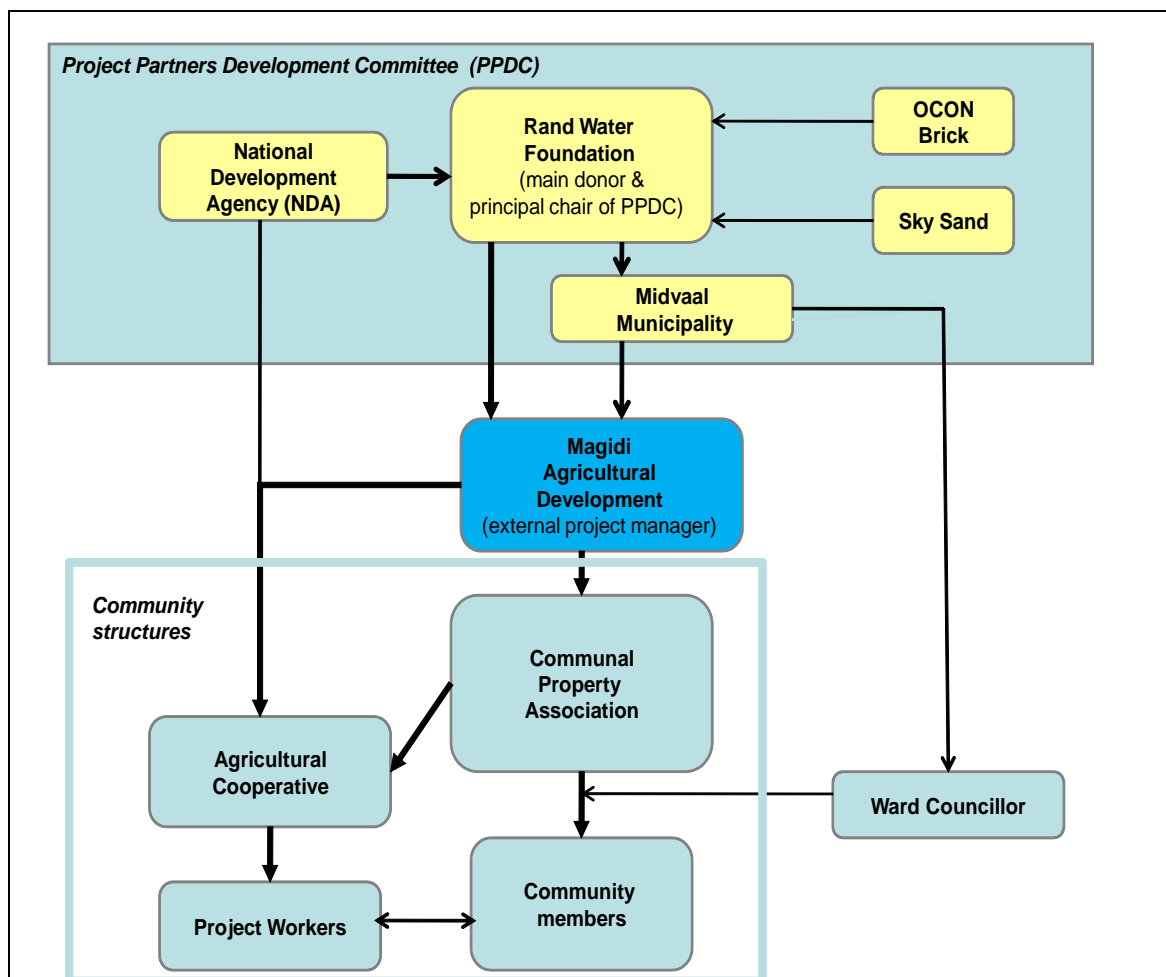 Project Partners Development Committee (PPDC)
National
Development
Agency (NDA)
Rand Water
Foundation
(main donor &
principal chair of PPDC)
OCON
Brick
Sky Sand
Midvaal
Municipality
Magidi
Agricultural
Development
(external project manager)
Community
structures
Communal
Property
Association
Agricultural
Cooperative
Ward Councillor
Project Workers
Community
members